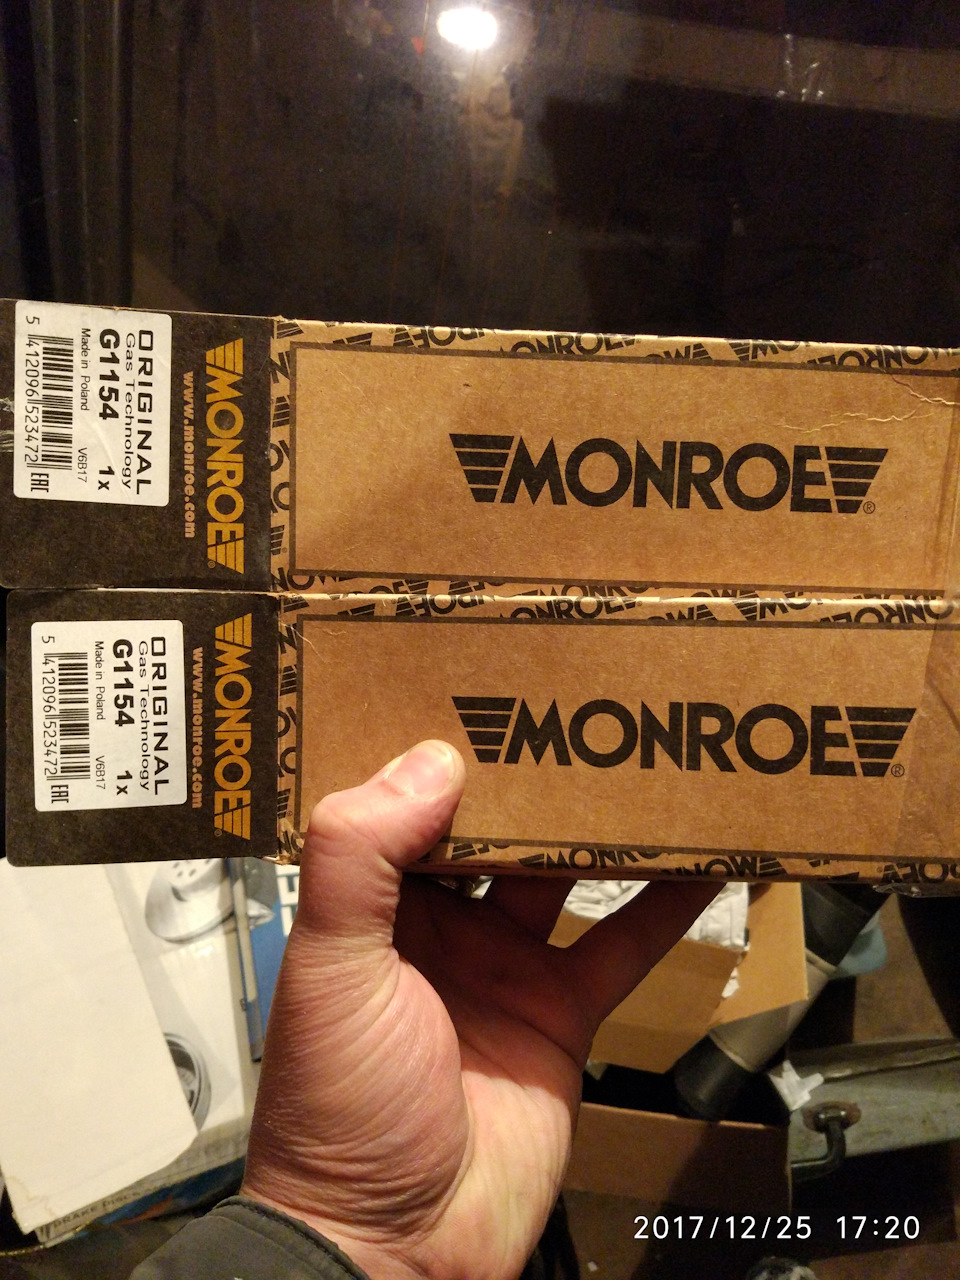 ORIGINAL
Gas Technology
G1154 1x
Made in Poland V6B17
5 412096 523472
EAC
MONROE®
www.monroe.com
MONROE®
ORIGINAL
Gas Technology
G1154 1x
Made in Poland V6B17
5 412096 523472
EAC
MONROE®
www.monroe.com
MONROE®
BRAKE DISCS
2017/12/25 17:20